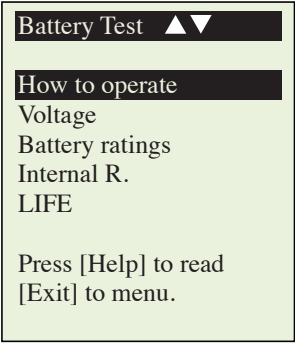 Battery Test ▲▼
How to operate
Voltage
Battery ratings
Internal R.
LIFE
Press [Help] to read
[Exit] to menu.